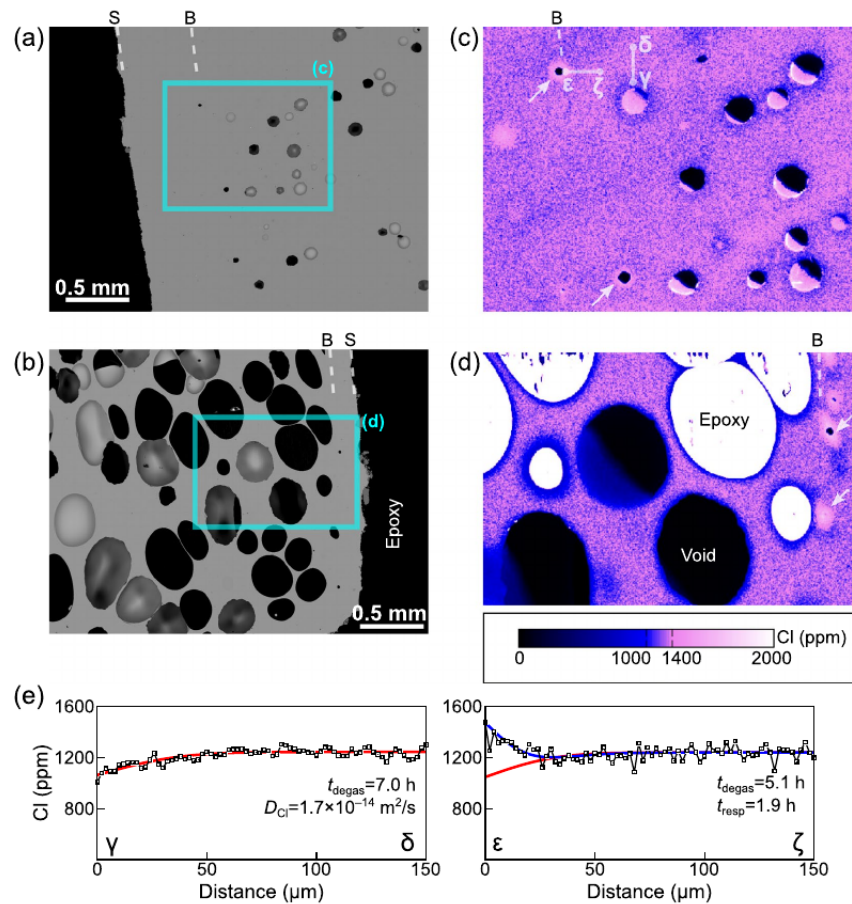 (a)
S
B
(c)
0.5 mm
(c)
B
δ
γ
ε
ζ
(b)
B
S
(d)
Epoxy
0.5 mm
(d)
B
Epoxy
Void
Cl (ppm)
0
1000
1400
2000
(e)
1600
1200
800
Cl (ppm)
t_degas=7.0 h
D_Cl=1.7×10⁻¹⁴ m²/s
γ
δ
0
50
100
150
Distance (μm)
1600
1200
800
t_degas=5.1 h
t_resp=1.9 h
ε
ζ
0
50
100
150
Distance (μm)